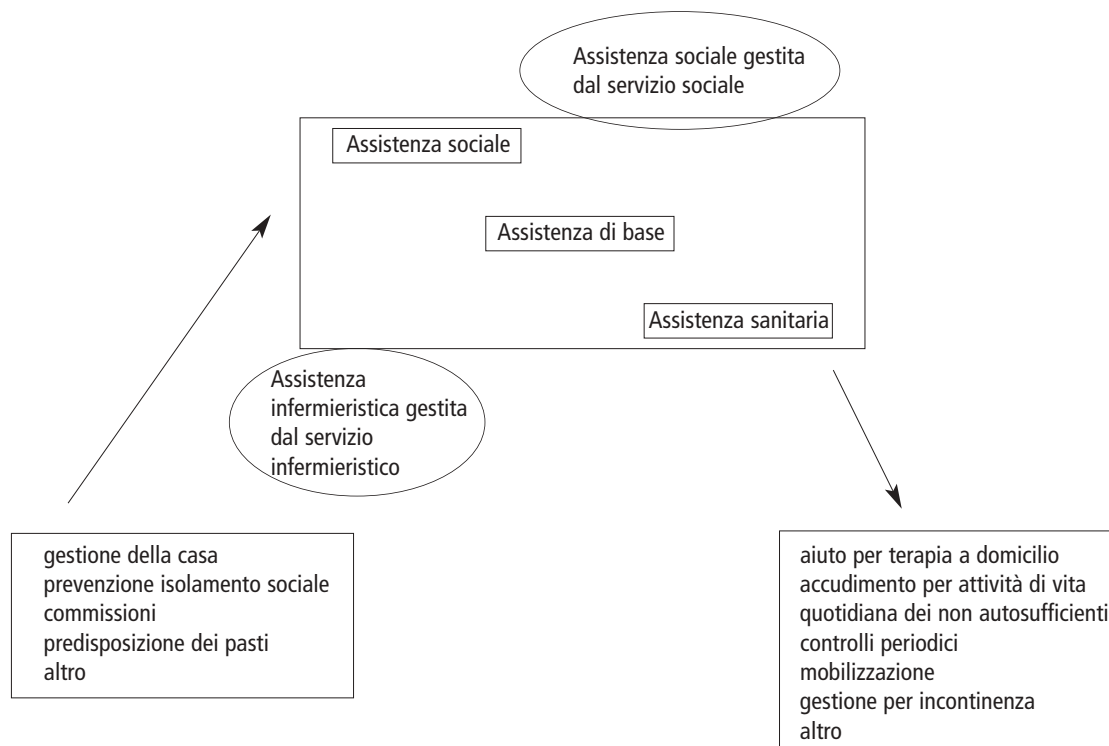 Assistenza sociale gestita
dal servizio sociale
Assistenza sociale
Assistenza di base
Assistenza sanitaria
Assistenza
infermieristica gestita
dal servizio
infermieristico
gestione della casa
prevenzione isolamento sociale
commissioni
predisposizione dei pasti
altro
aiuto per terapia a domicilio
accudimento per attività di vita
quotidiana dei non autosufficienti
controlli periodici
mobilizzazione
gestione per incontinenza
altro